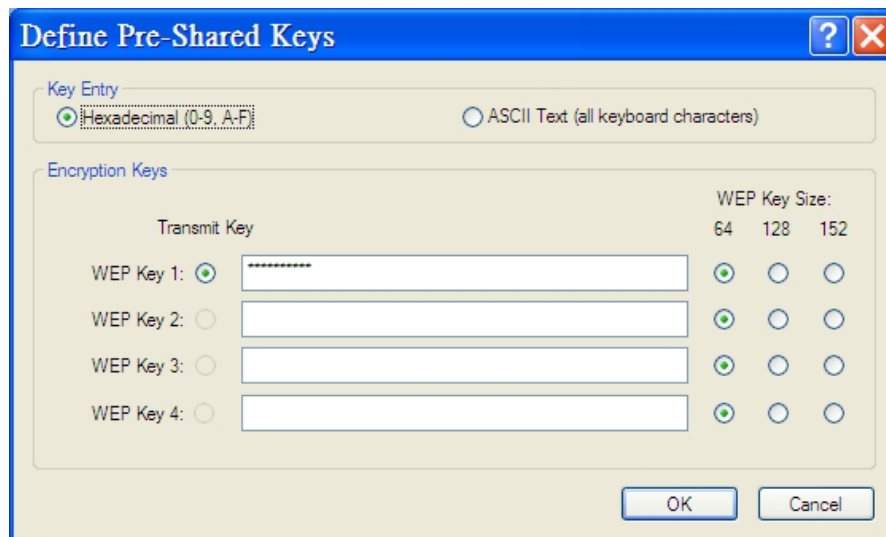 Define Pre-Shared Keys
Key Entry
Hexadecimal (0-9, A-F)
ASCII Text (all keyboard characters)
Encryption Keys
WEP Key Size:
Transmit Key
64 128 152
WEP Key 1: **********
WEP Key 2:
WEP Key 3:
WEP Key 4:
OK Cancel